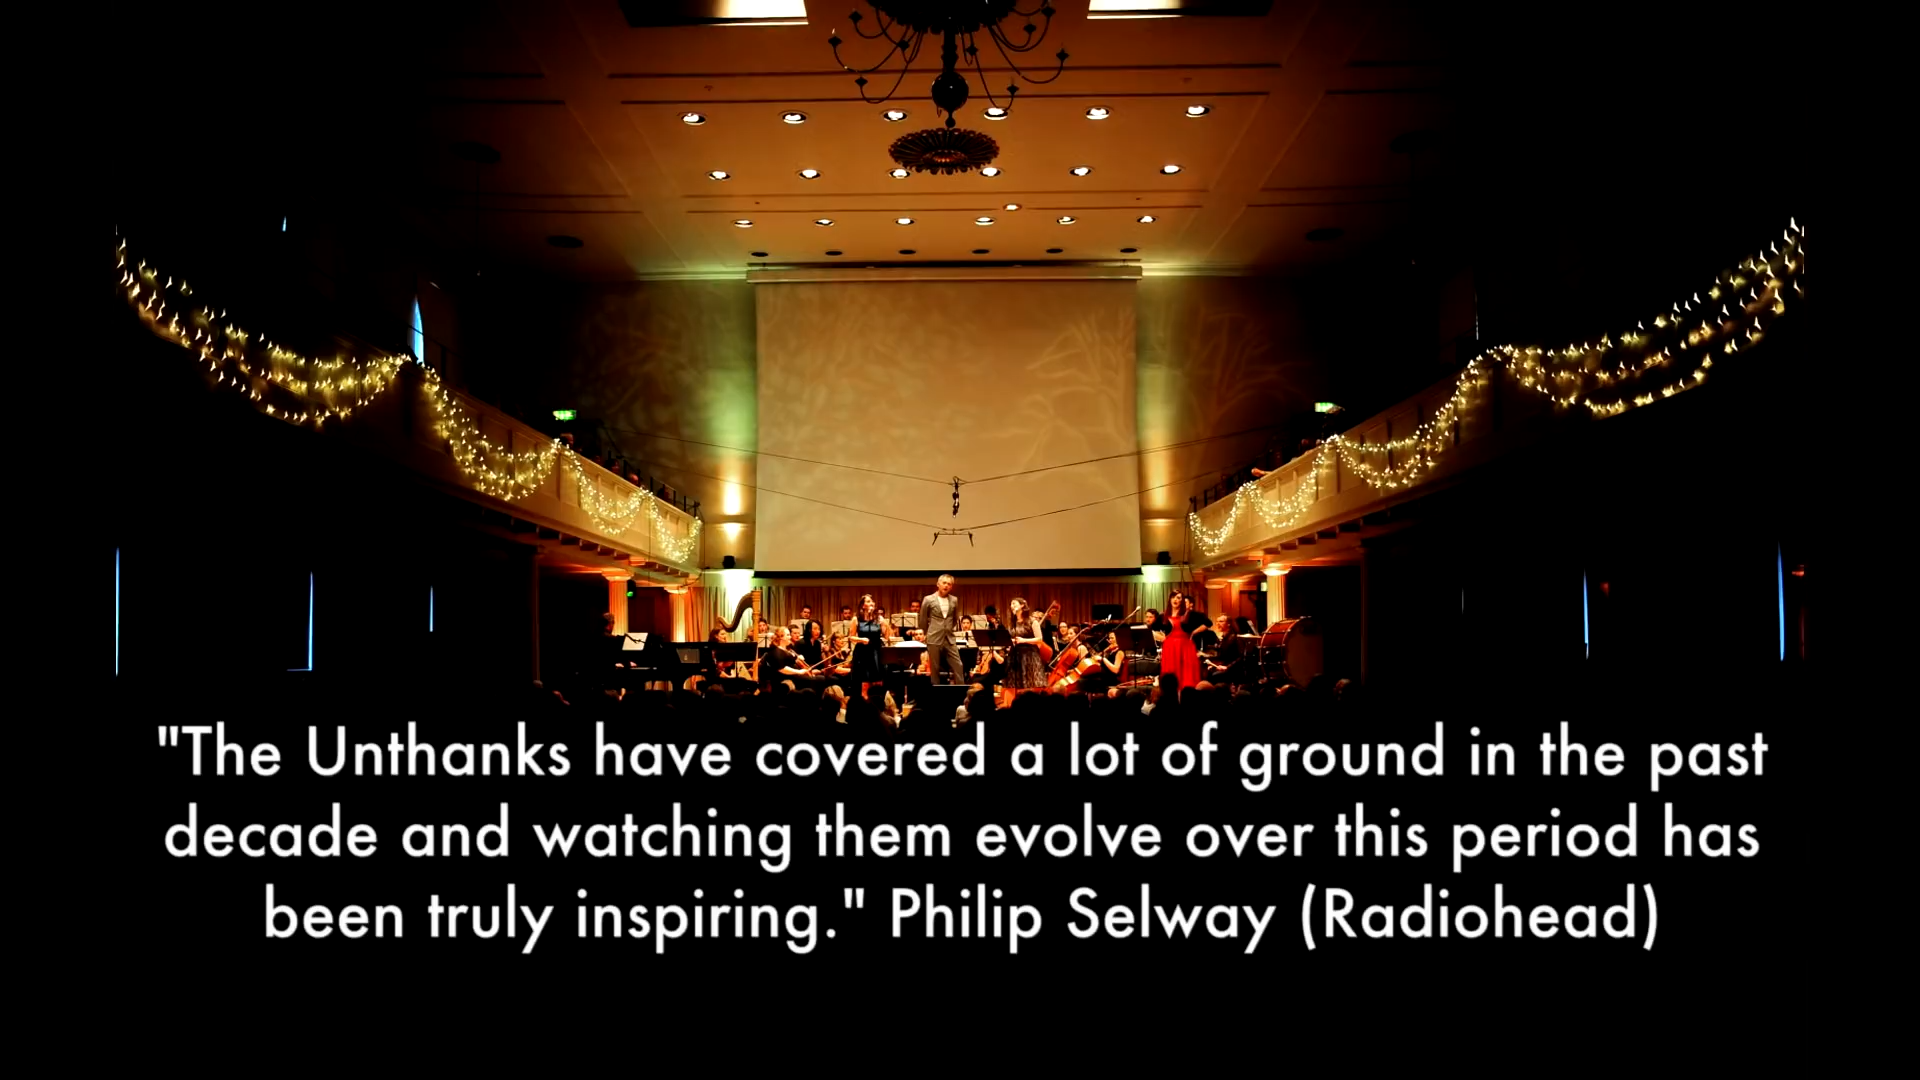 "The Unthanks have covered a lot of ground in the past
decade and watching them evolve over this period has
been truly inspiring." Philip Selway (Radiohead)